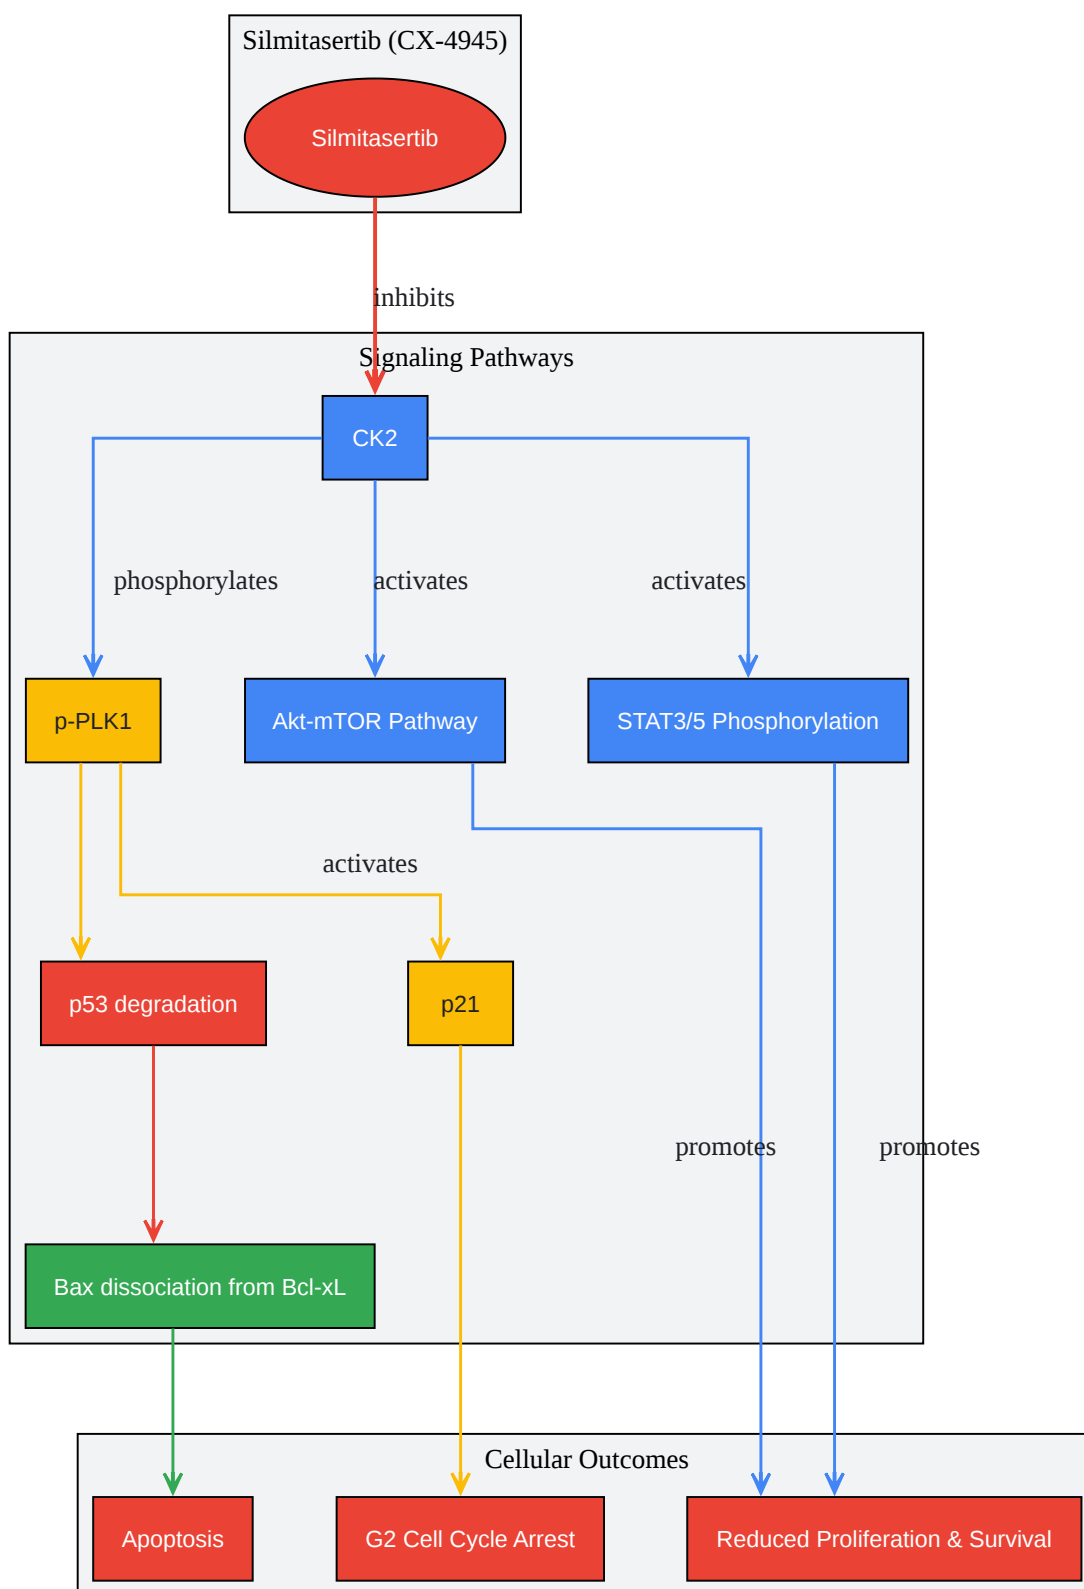 Silmitasertib (CX-4945)
Silmitasertib
inhibits
Signaling Pathways
CK2
phosphorylates
activates
activates
p-PLK1
Akt-mTOR Pathway
STAT3/5 Phosphorylation
activates
p53 degradation
p21
promotes
promotes
Bax dissociation from Bcl-xL
Cellular Outcomes
Apoptosis
G2 Cell Cycle Arrest
Reduced Proliferation & Survival